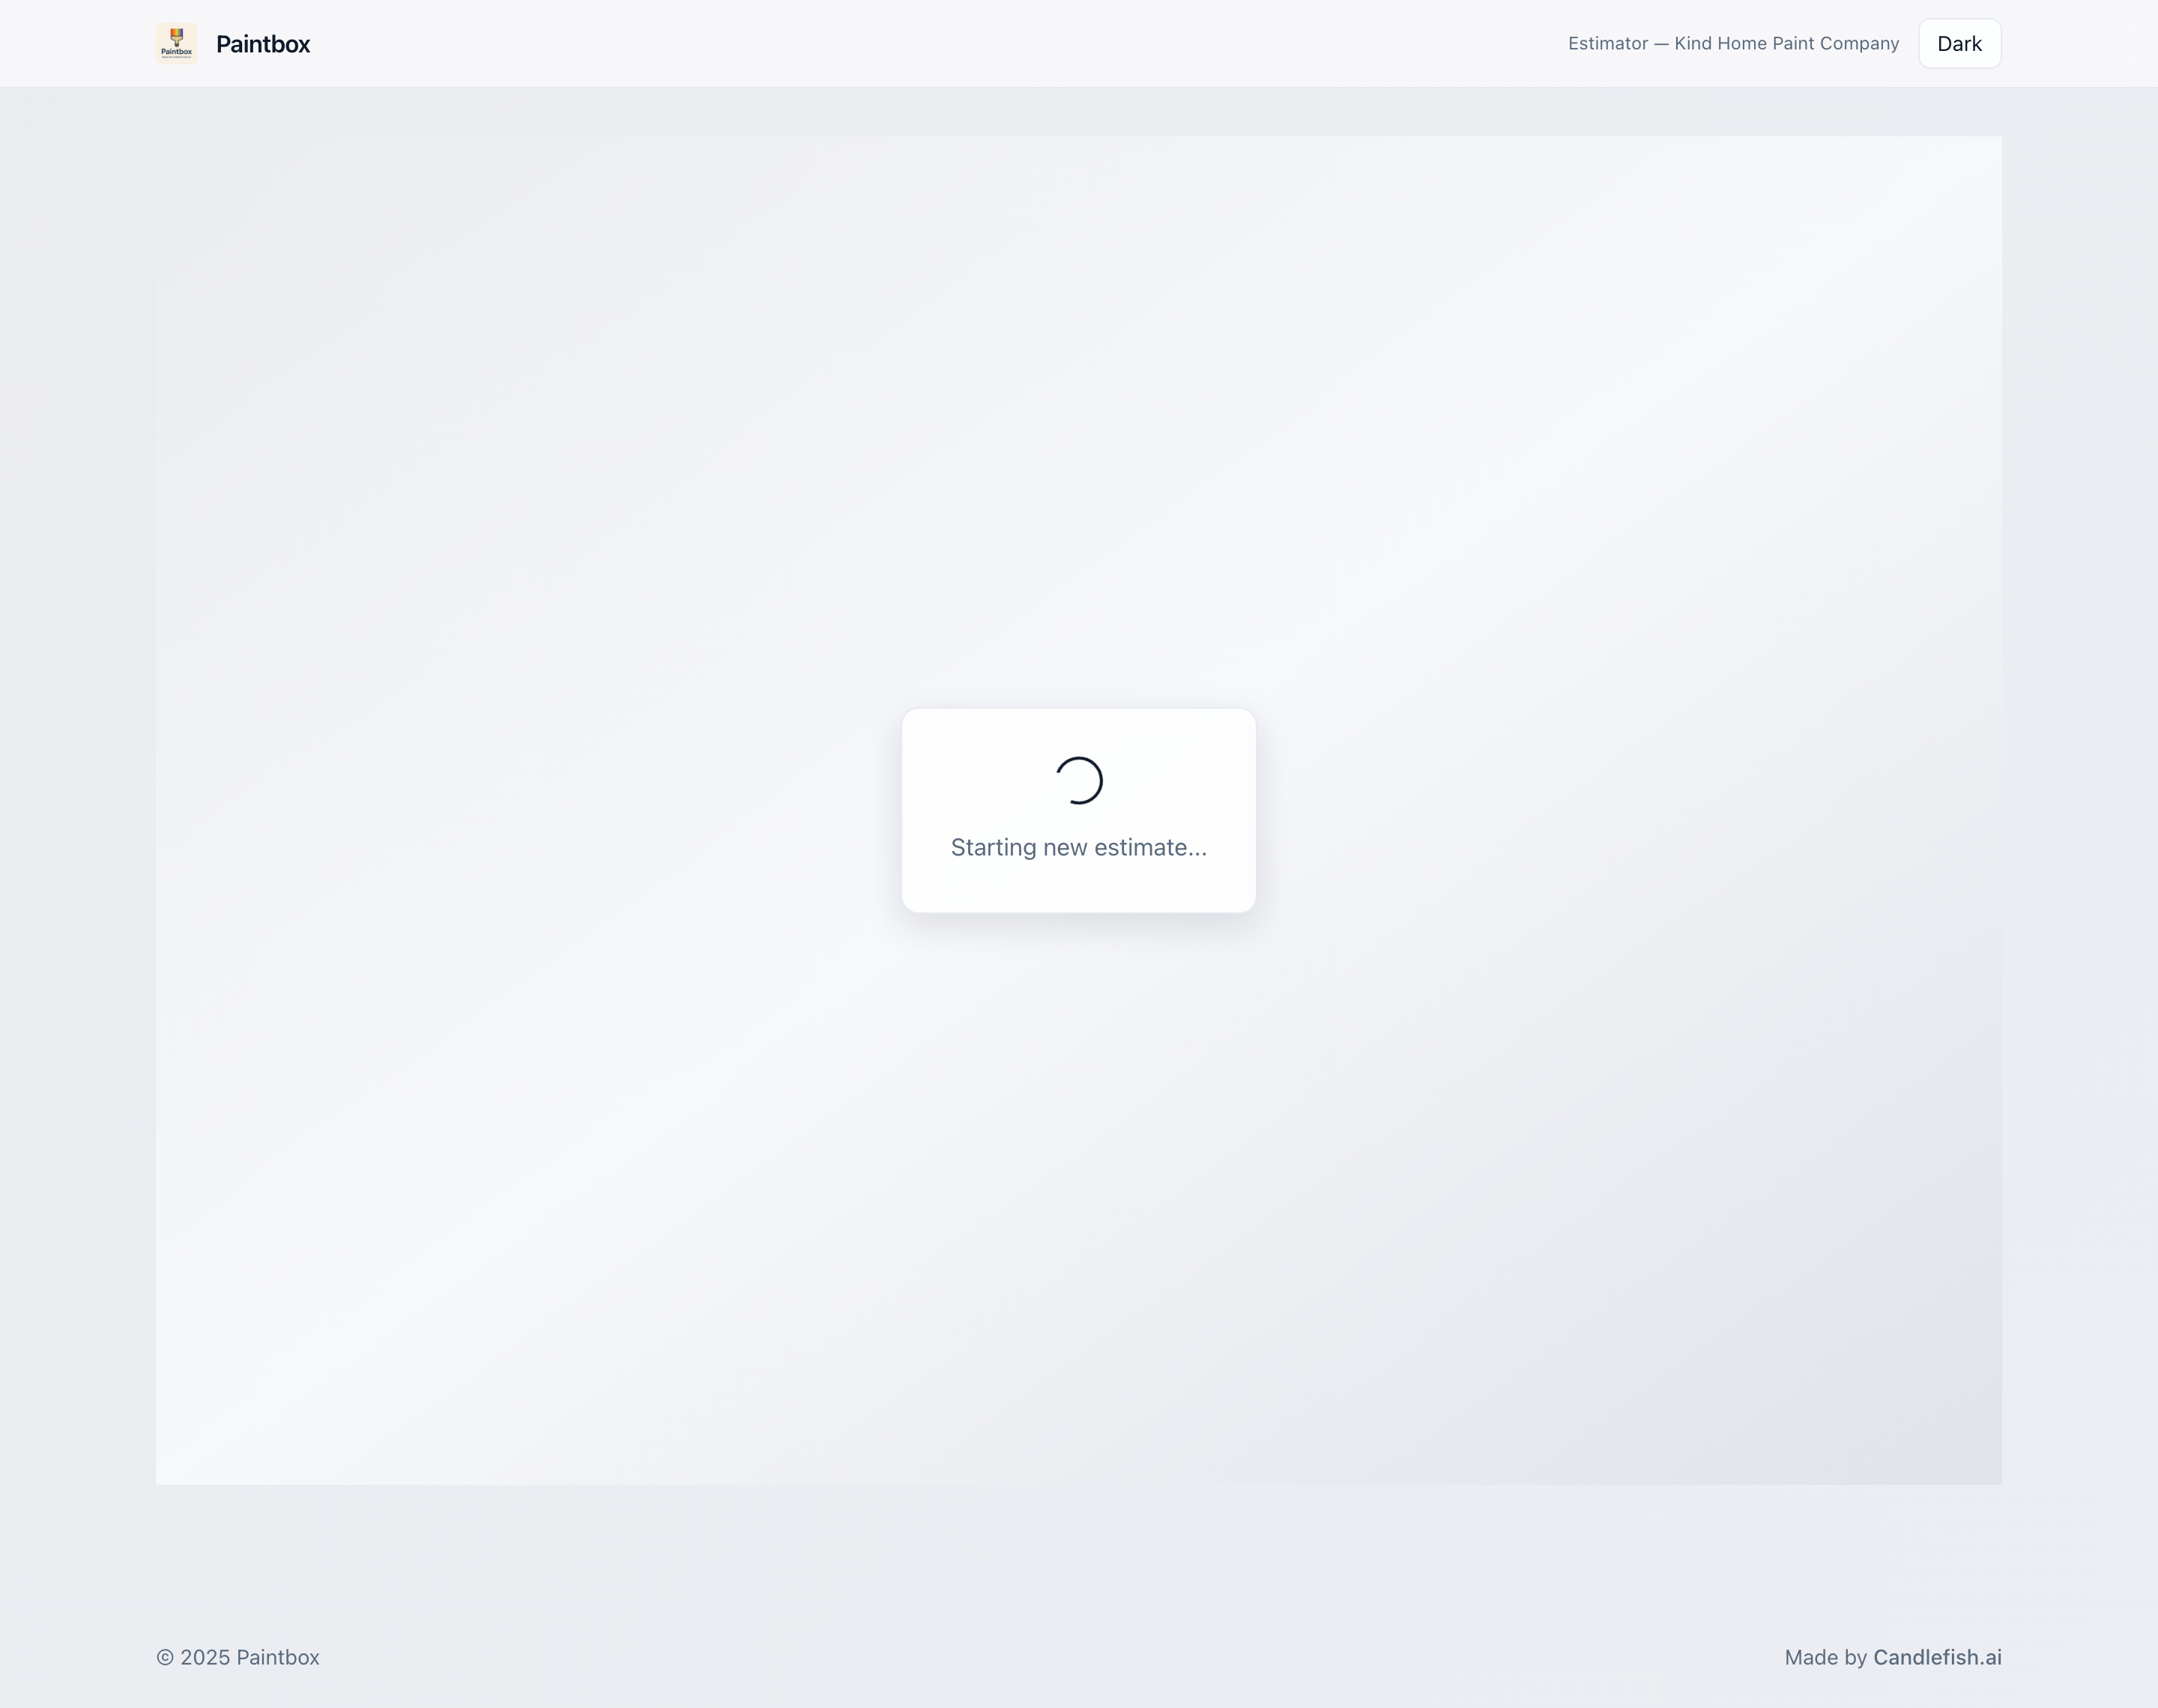 Paintbox
Paintbox
Estimator — Kind Home Paint Company
Dark
Starting new estimate...
© 2025 Paintbox
Made by Candlefish.ai